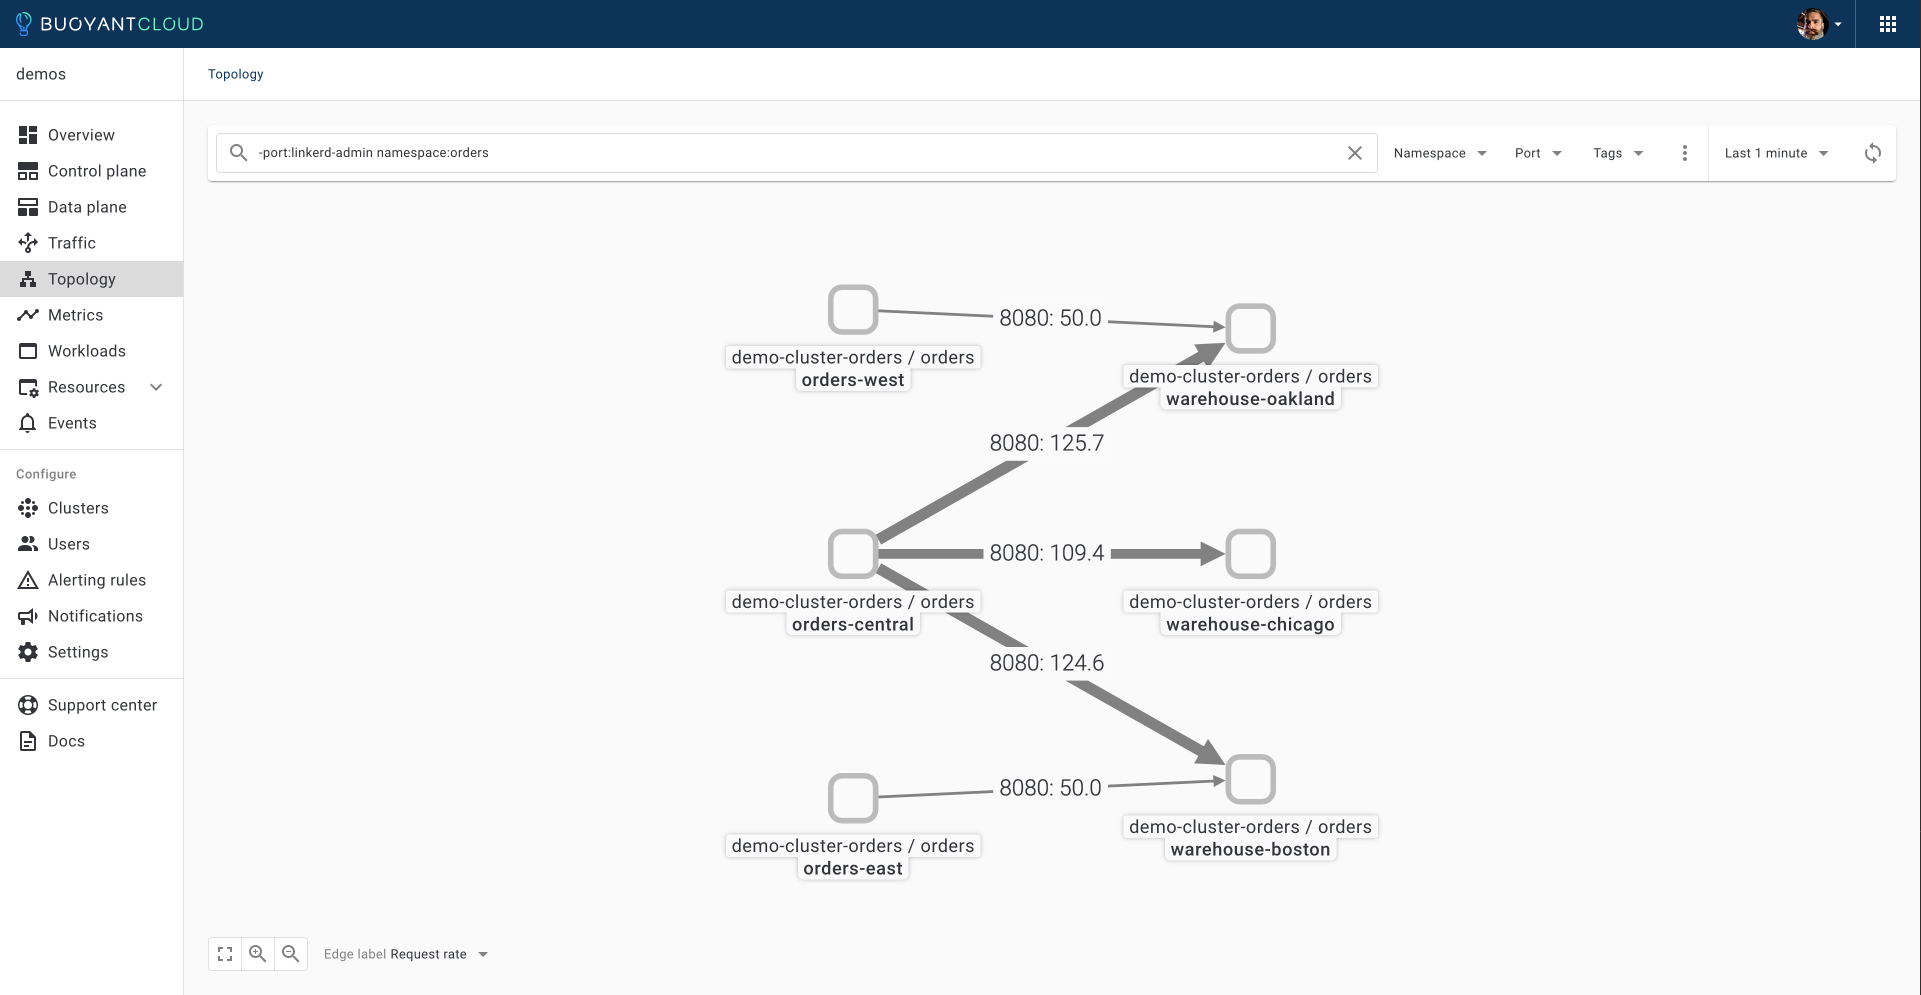 BUOYANTCLOUD
demos
Topology
Overview
Control plane
Data plane
Traffic
Topology
Metrics
Workloads
Resources
Events
Configure
Clusters
Users
Alerting rules
Notifications
Settings
Support center
Docs
-port:linkerd-admin namespace:orders
Namespace
Port
Tags
Last 1 minute
8080: 50.0
demo-cluster-orders / orders
orders-west
demo-cluster-orders / orders
warehouse-oakland
8080: 125.7
8080: 109.4
demo-cluster-orders / orders
orders-central
demo-cluster-orders / orders
warehouse-chicago
8080: 124.6
8080: 50.0
demo-cluster-orders / orders
orders-east
demo-cluster-orders / orders
warehouse-boston
Edge label Request rate